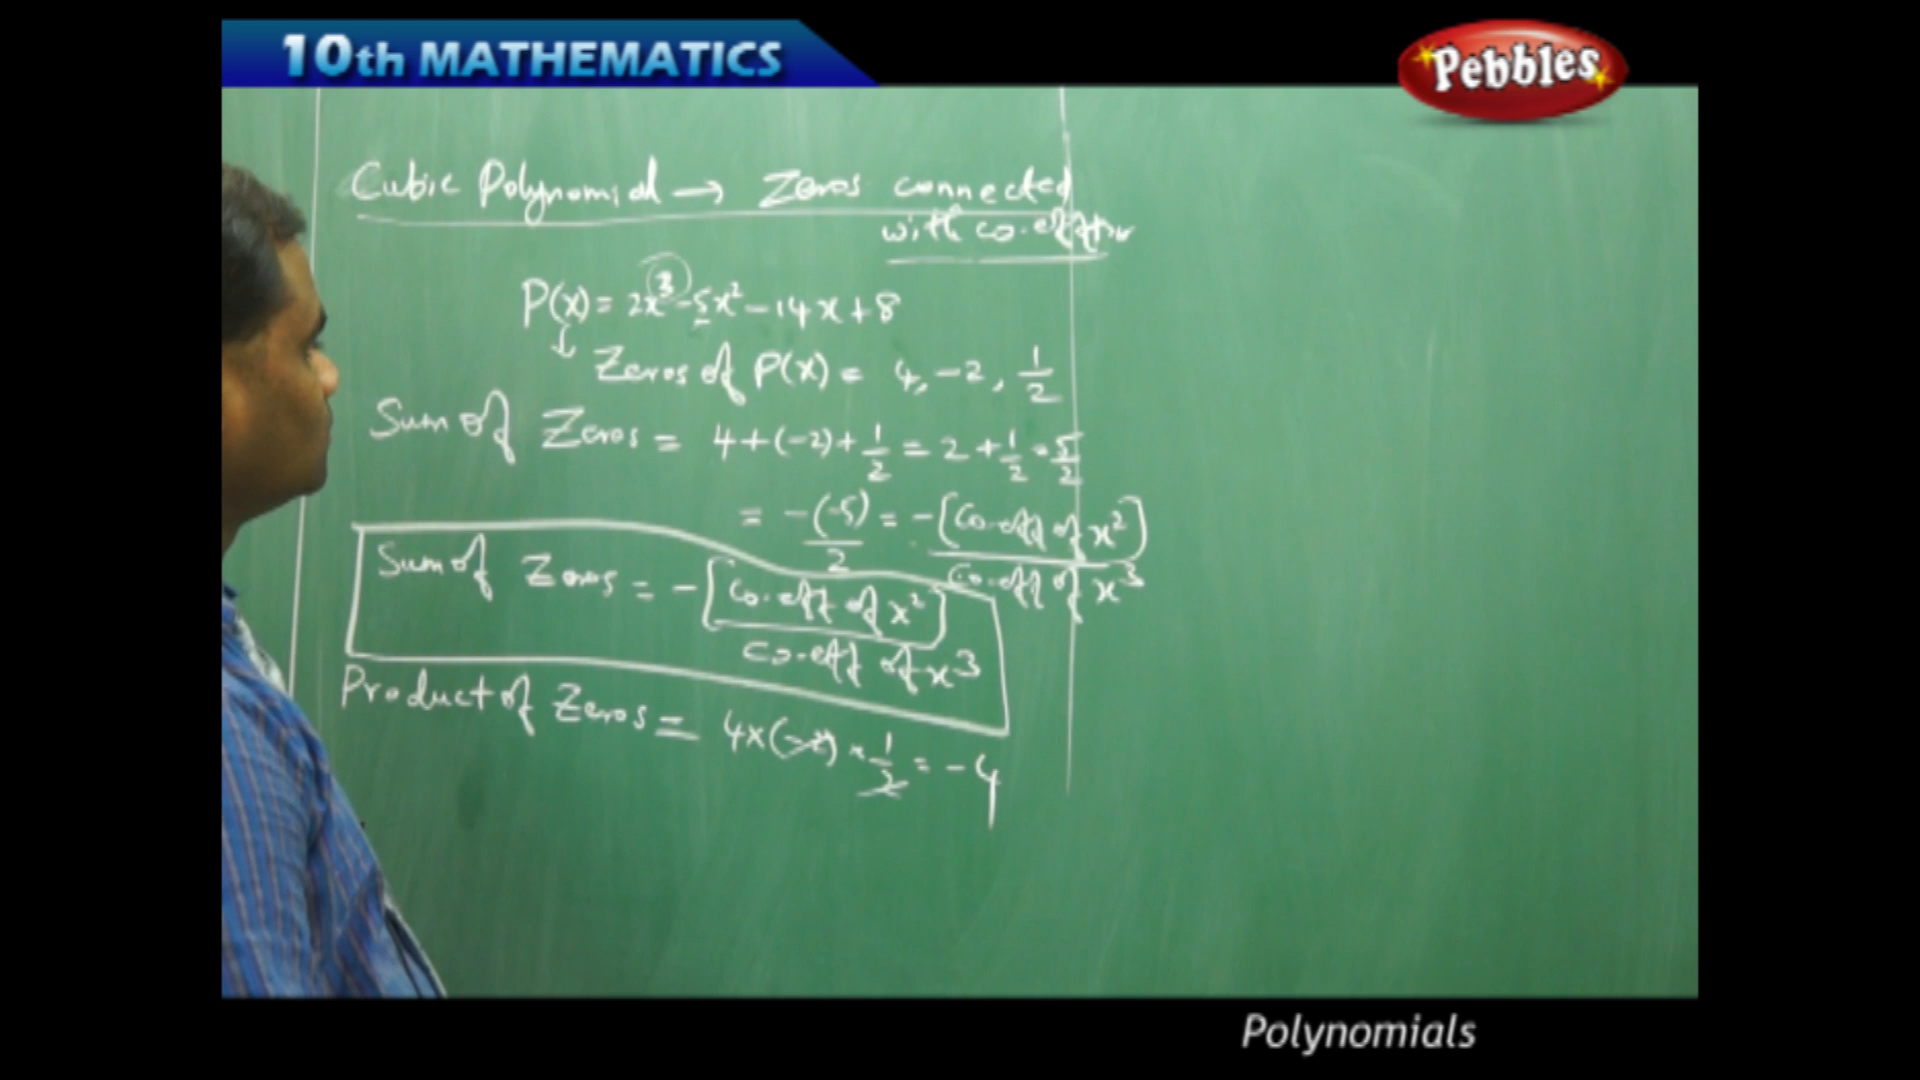 10th MATHEMATICS
Pebbles
Cubic Polynomial → Zeros connected
with co-efftr
P(x) = 2x³ - 5x² - 14x + 8
↓ Zeros of P(x) = 4, -2, 1/2
Sum of Zeros = 4+(-2)+1/2 = 2+1/2 = 5/2
= -(-5)/2 = -[co-eff of x²]/co-eff of x³
Sum of Zeros = -[co-eff of x²]/co-eff of x³
Product of Zeros = 4×(-2)×1/2 = -4
Polynomials